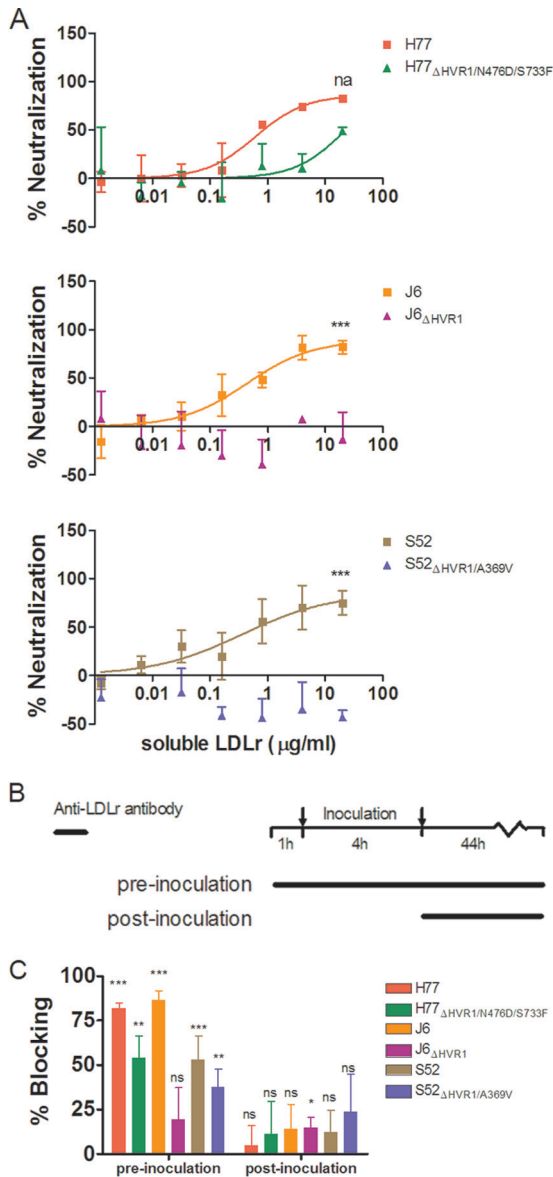 A
% Neutralization
150
100
50
0
-50
0.01
0.1
1
10
100
na
H77
H77ΔHVR1/N476D/S733F
% Neutralization
150
100
50
0
-50
0.01
0.1
1
10
100
***
J6
J6ΔHVR1
% Neutralization
150
100
50
0
-50
0.01
0.1
1
10
100
***
S52
S52ΔHVR1/A369V
soluble LDLr (μg/ml)
B
Anti-LDLr antibody
Inoculation
1h
4h
44h
pre-inoculation
post-inoculation
C
% Blocking
100
75
50
25
0
***
**
***
ns
***
**
ns
ns
ns
*
ns
ns
pre-inoculation
post-inoculation
H77
H77ΔHVR1/N476D/S733F
J6
J6ΔHVR1
S52
S52ΔHVR1/A369V